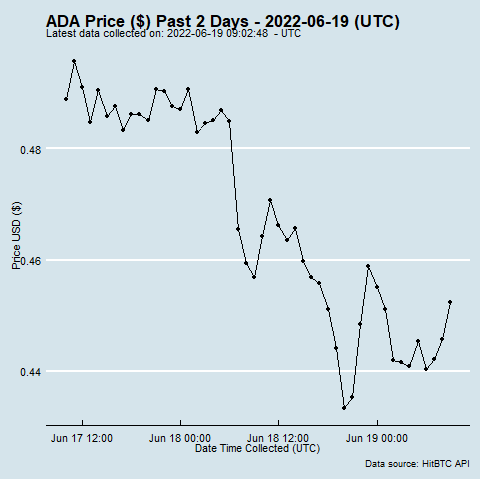 ADA Price ($) Past 2 Days - 2022-06-19 (UTC)
Latest data collected on: 2022-06-19 09:02:48  - UTC
Price USD ($)
0.48
0.46
0.44
Jun 17 12:00 Jun 18 00:00 Jun 18 12:00 Jun 19 00:00
Date Time Collected (UTC)
Data source: HitBTC API